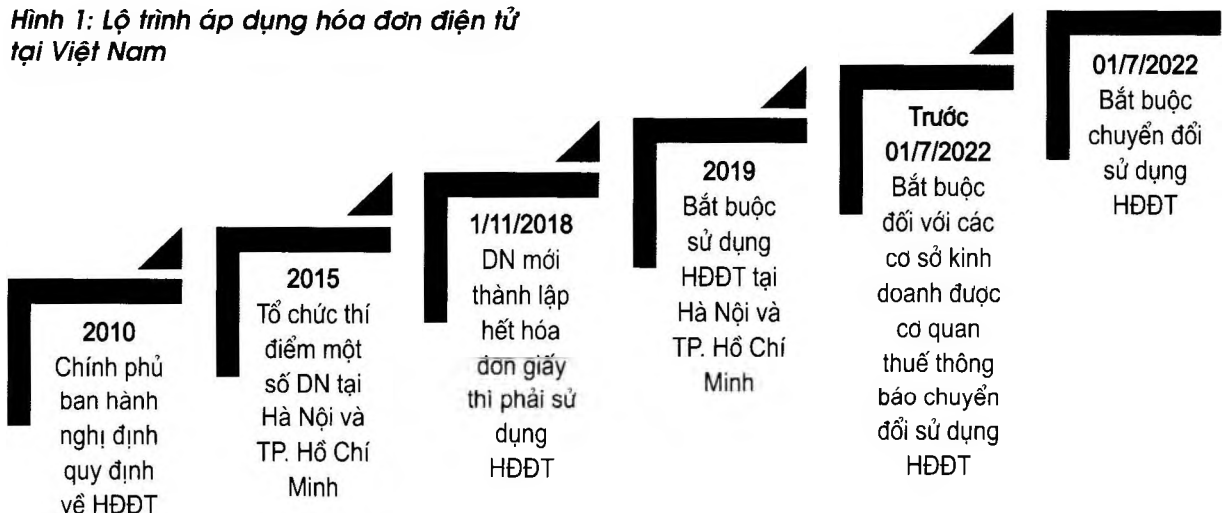 Hình 1: Lộ trình áp dụng hóa đơn điện tử
tại Việt Nam
2010
Chính phủ
ban hành
nghị định
quy định
về HĐĐT
2015
Tổ chức thí
điểm một
số DN tại
Hà Nội và
TP. Hồ Chí
Minh
1/11/2018
DN mới
thành lập
hết hóa
đơn giấy
thì phải sử
dụng
HĐĐT
2019
Bắt buộc
sử dụng
HĐĐT tại
Hà Nội và
TP. Hồ Chí
Minh
Trước
01/7/2022
Bắt buộc
đối với các
cơ sở kinh
doanh được
cơ quan
thuế thông
báo chuyển
đổi sử dụng
HĐĐT
01/7/2022
Bắt buộc
chuyển đổi
sử dụng
HĐĐT